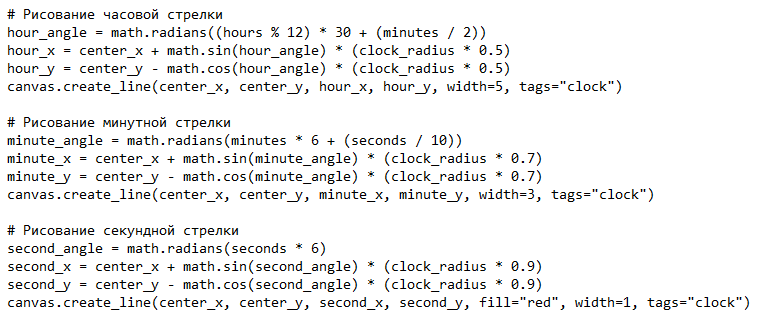 # Рисование часовой стрелки
hour_angle = math.radians((hours % 12) * 30 + (minutes / 2))
hour_x = center_x + math.sin(hour_angle) * (clock_radius * 0.5)
hour_y = center_y - math.cos(hour_angle) * (clock_radius * 0.5)
canvas.create_line(center_x, center_y, hour_x, hour_y, width=5, tags="clock")

# Рисование минутной стрелки
minute_angle = math.radians(minutes * 6 + (seconds / 10))
minute_x = center_x + math.sin(minute_angle) * (clock_radius * 0.7)
minute_y = center_y - math.cos(minute_angle) * (clock_radius * 0.7)
canvas.create_line(center_x, center_y, minute_x, minute_y, width=3, tags="clock")

# Рисование секундной стрелки
second_angle = math.radians(seconds * 6)
second_x = center_x + math.sin(second_angle) * (clock_radius * 0.9)
second_y = center_y - math.cos(second_angle) * (clock_radius * 0.9)
canvas.create_line(center_x, center_y, second_x, second_y, fill="red", width=1, tags="clock")